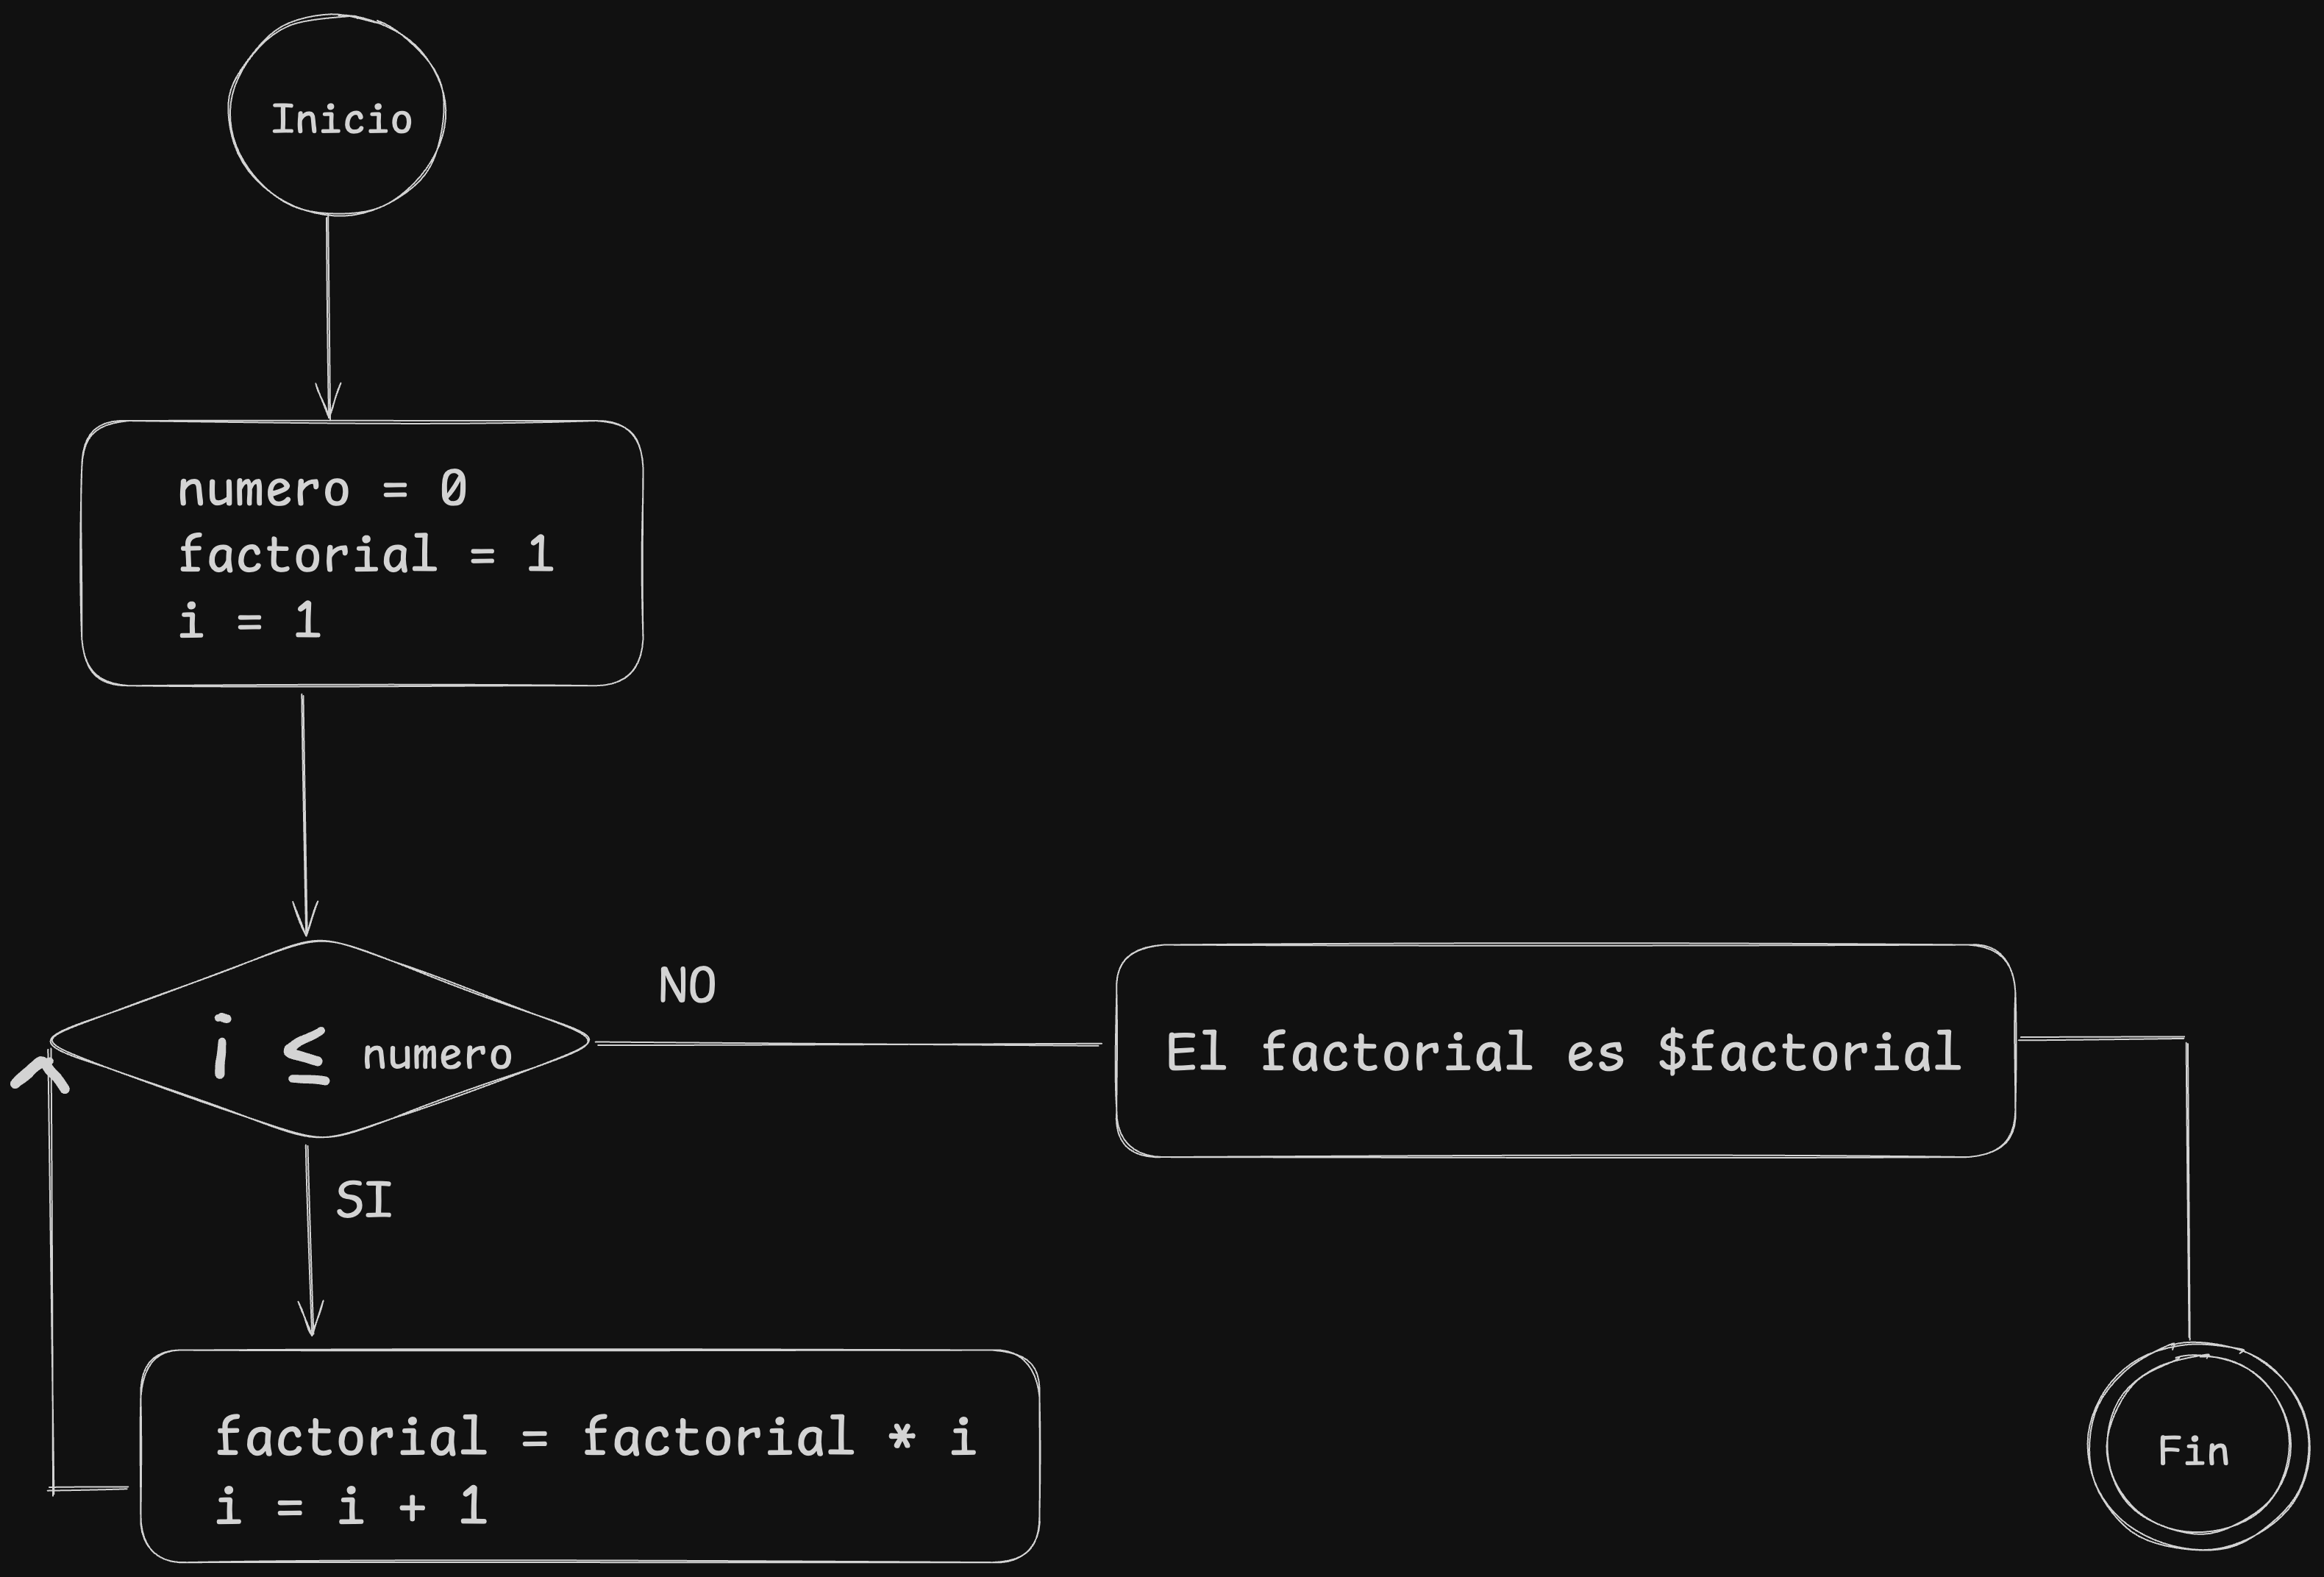 Inicio
numero = 0
factorial = 1
i = 1
i ≤ numero
NO
El factorial es $factorial
SI
factorial = factorial * i
i = i + 1
Fin